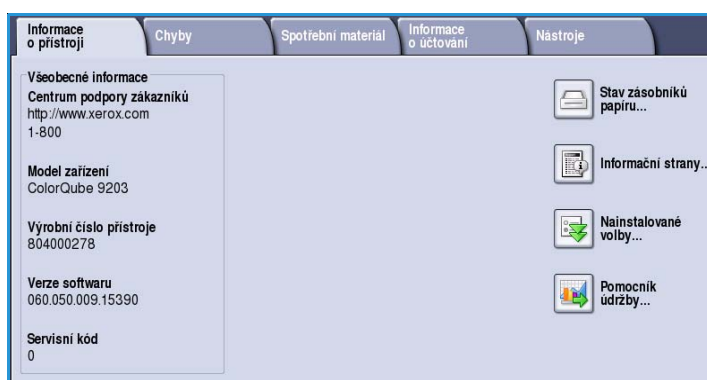 Informace
o přístroji
Chyby
Spotřební materiál
Informace
o účtování
Nástroje
Všeobecné informace
Centrum podpory zákazníků
http://www.xerox.com
1-800
Model zařízení
ColorQube 9203
Výrobní číslo přístroje
804000278
Verze softwaru
060.050.009.15390
Servisní kód
0
Stav zásobníků
papíru...
Informační strany...
Nainstalované
volby...
Pomocník
údržby...